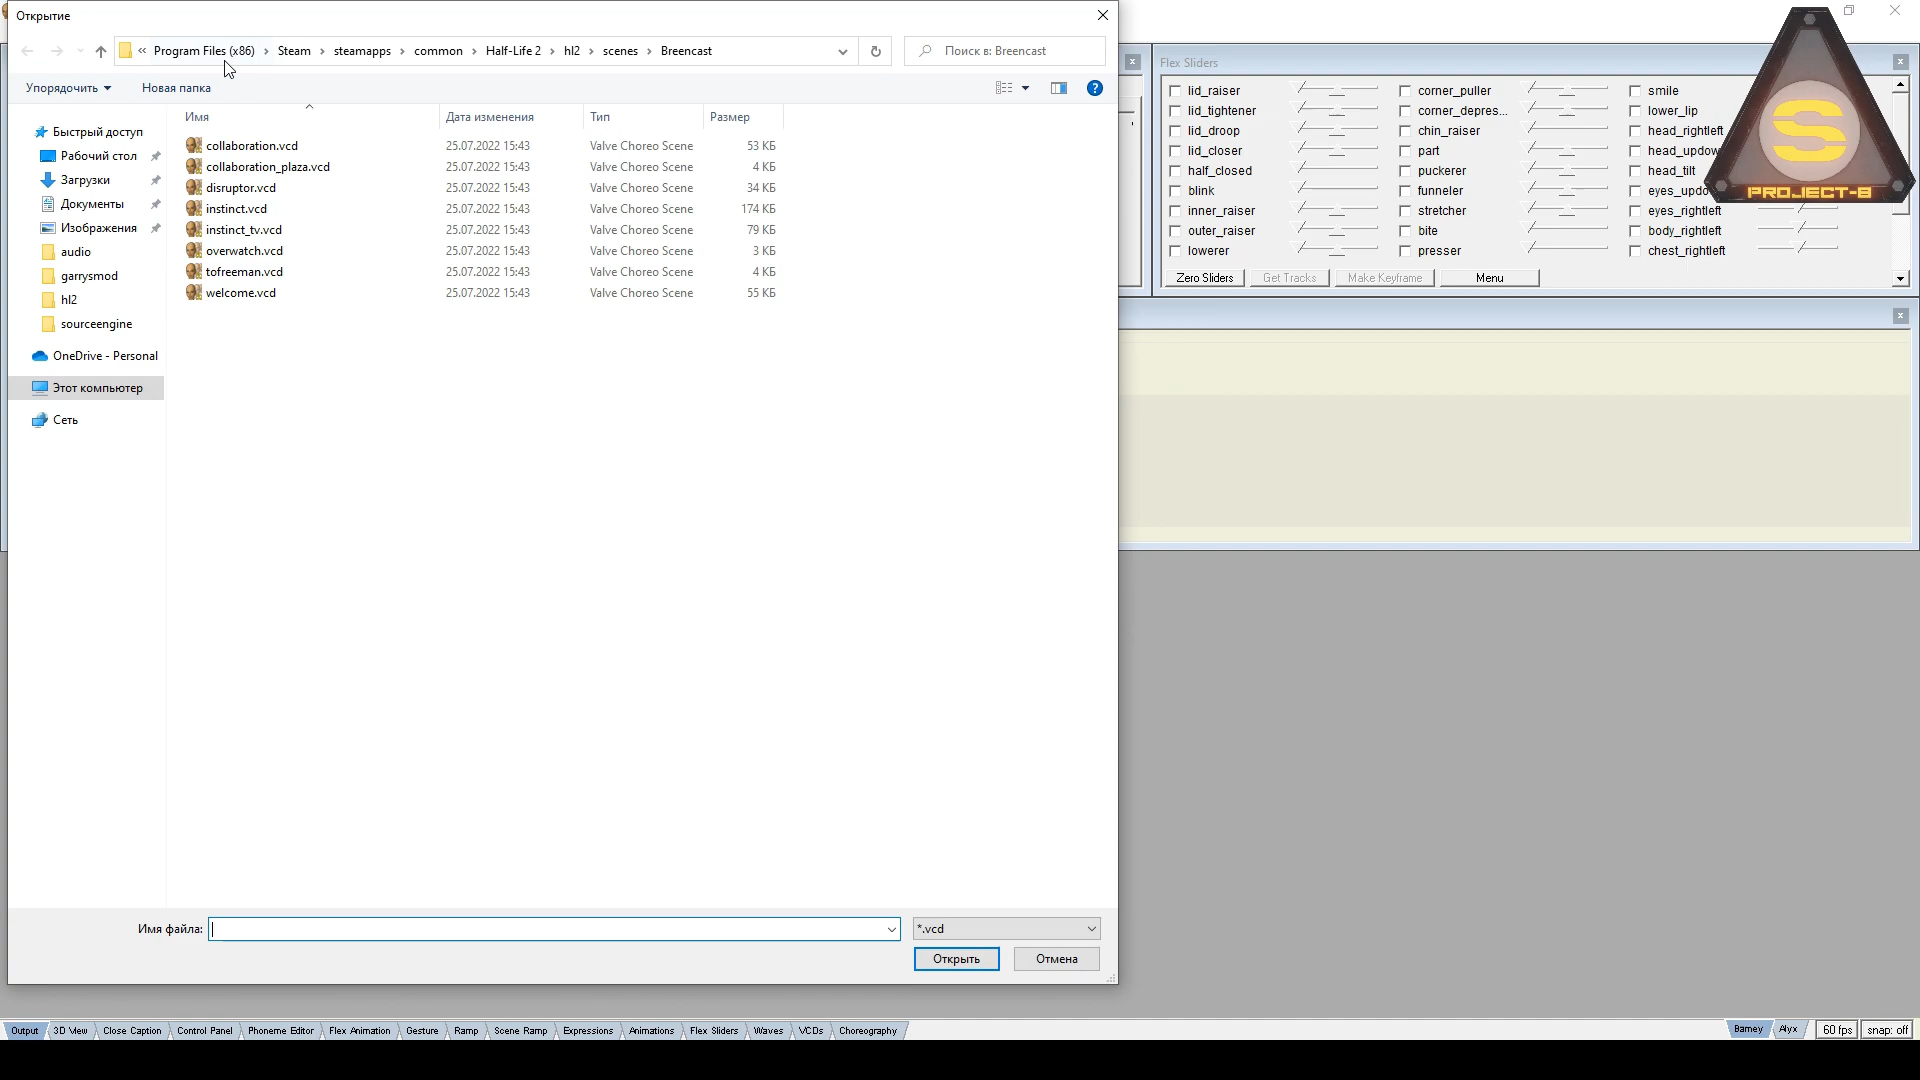 Открытие
« Program Files (x86) › Steam › steamapps › common › Half-Life 2 › hl2 › scenes › Breencast
Поиск в: Breencast
Упорядочить
Новая папка
Имя
Дата изменения
Тип
Размер
collaboration.vcd 25.07.2022 15:43 Valve Choreo Scene 53 КБ
collaboration_plaza.vcd 25.07.2022 15:43 Valve Choreo Scene 4 КБ
disruptor.vcd 25.07.2022 15:43 Valve Choreo Scene 34 КБ
instinct.vcd 25.07.2022 15:43 Valve Choreo Scene 174 КБ
instinct_tv.vcd 25.07.2022 15:43 Valve Choreo Scene 79 КБ
overwatch.vcd 25.07.2022 15:43 Valve Choreo Scene 3 КБ
tofreeman.vcd 25.07.2022 15:43 Valve Choreo Scene 4 КБ
welcome.vcd 25.07.2022 15:43 Valve Choreo Scene 55 КБ
Быстрый доступ
Рабочий стол
Загрузки
Документы
Изображения
audio
garrysmod
hl2
sourceengine
OneDrive - Personal
Этот компьютер
Сеть
Имя файла:
*.vcd
Открыть
Отмена
Flex Sliders
lid_raiser corner_puller smile
lid_tightener corner_depres... lower_lip
lid_droop chin_raiser head_rightleft
lid_closer part head_updow
half_closed puckerer head_tilt
blink funneler eyes_updo
inner_raiser stretcher eyes_rightleft
outer_raiser bite body_rightleft
lowerer presser chest_rightleft
Zero Sliders Get Tracks Make Keyframe Menu
S
PROJECT-8
Output 3D View Close Caption Control Panel Phoneme Editor Flex Animation Gesture Ramp Scene Ramp Expressions Animations Flex Sliders Waves VCDs Choreography
Barney Alyx 60 fps snap: off